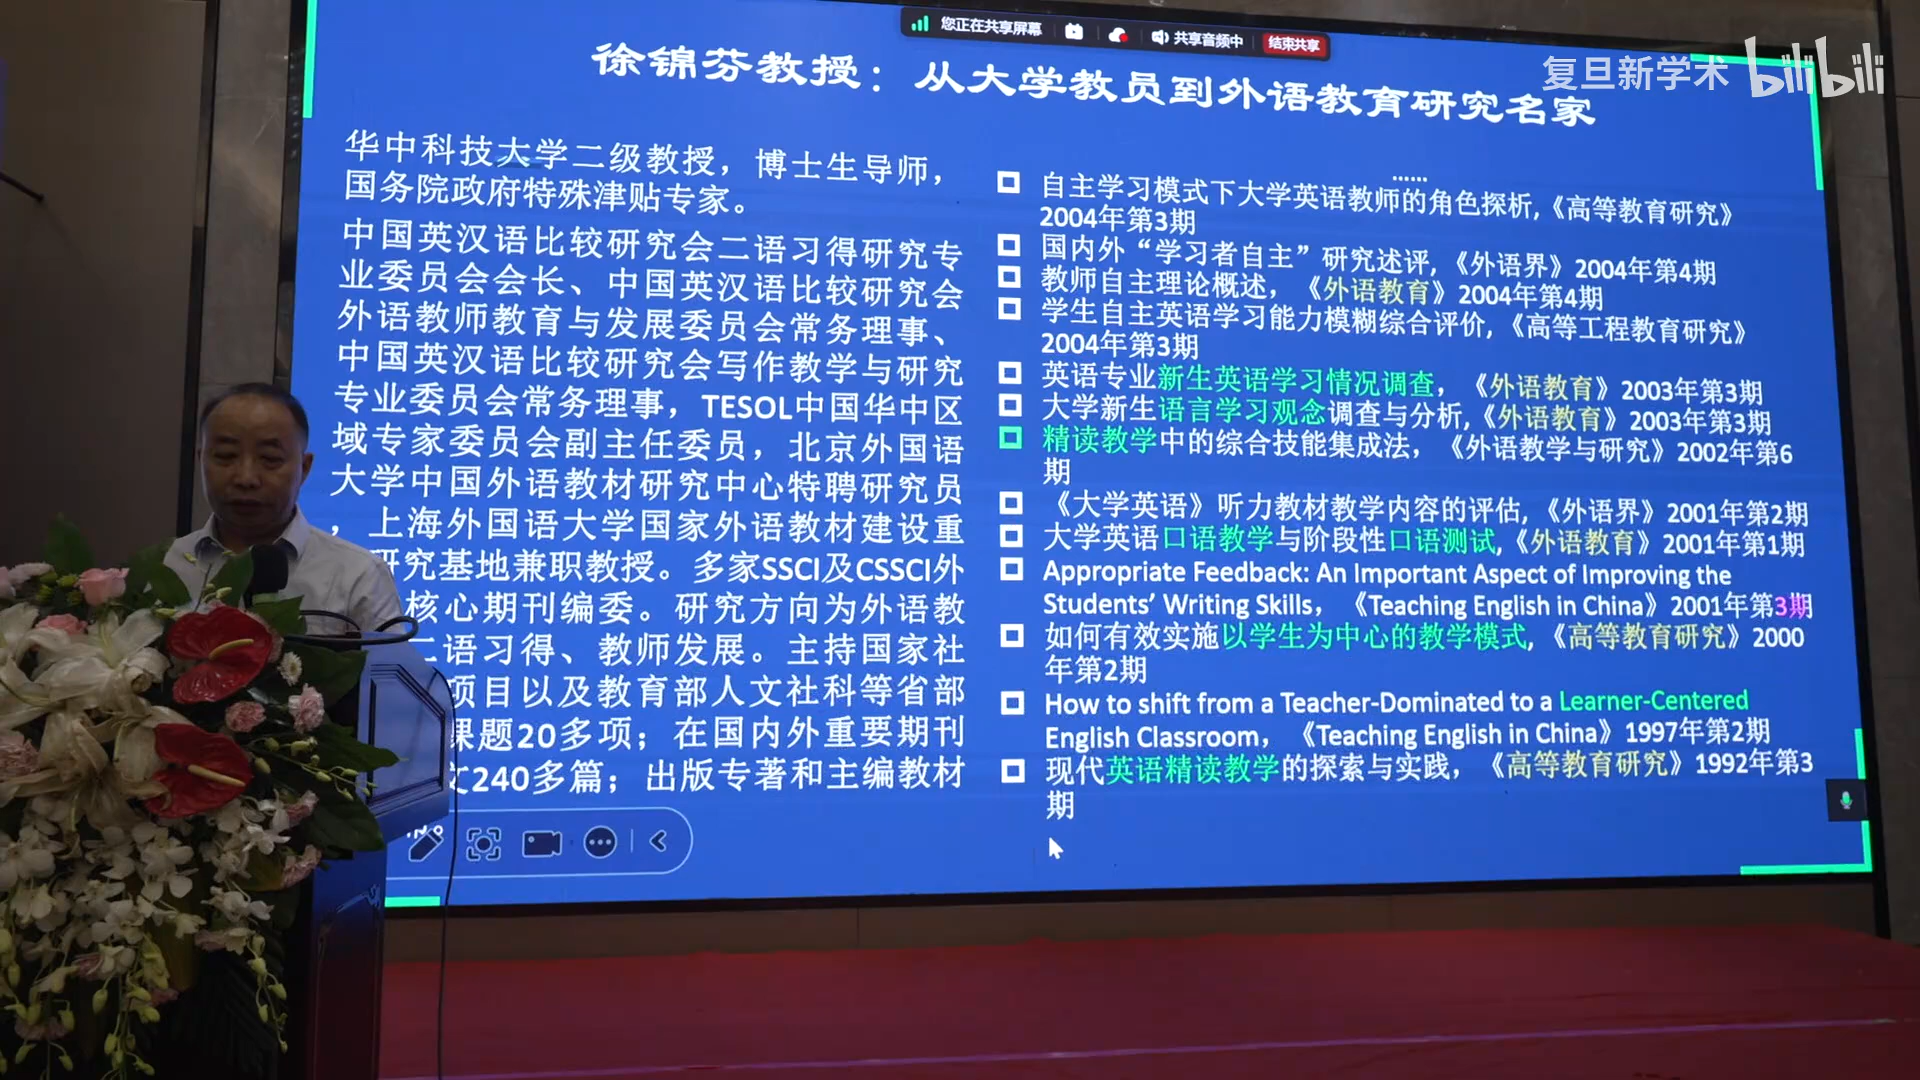 您正在共享屏幕
共享音频中
结束共享
复旦新学术 bilibili
徐锦芬教授：从大学教员到外语教育研究名家
华中科技大学二级教授，博士生导师，
国务院政府特殊津贴专家。
中国英汉语比较研究会二语习得研究专
业委员会会长、中国英汉语比较研究会
外语教师教育与发展委员会常务理事、
中国英汉语比较研究会写作教学与研究
专业委员会常务理事，TESOL中国华中区
域专家委员会副主任委员，北京外国语
大学中国外语教材研究中心特聘研究员
，上海外国语大学国家外语教材建设重
研究基地兼职教授。多家SSCI及CSSCI外
核心期刊编委。研究方向为外语教
二语习得、教师发展。主持国家社
项目以及教育部人文社科等省部
课题20多项；在国内外重要期刊
文240多篇；出版专著和主编教材
……
自主学习模式下大学英语教师的角色探析,《高等教育研究》
2004年第3期
国内外“学习者自主”研究述评,《外语界》2004年第4期
教师自主理论概述，《外语教育》2004年第4期
学生自主英语学习能力模糊综合评价,《高等工程教育研究》
2004年第3期
英语专业新生英语学习情况调查，《外语教育》2003年第3期
大学新生语言学习观念调查与分析,《外语教育》2003年第3期
精读教学中的综合技能集成法，《外语教学与研究》2002年第6
期
《大学英语》听力教材教学内容的评估,《外语界》2001年第2期
大学英语口语教学与阶段性口语测试,《外语教育》2001年第1期
Appropriate Feedback: An Important Aspect of Improving the
Students’ Writing Skills，《Teaching English in China》2001年第3期
如何有效实施以学生为中心的教学模式,《高等教育研究》2000
年第2期
How to shift from a Teacher-Dominated to a Learner-Centered
English Classroom，《Teaching English in China》1997年第2期
现代英语精读教学的探索与实践，《高等教育研究》1992年第3
期